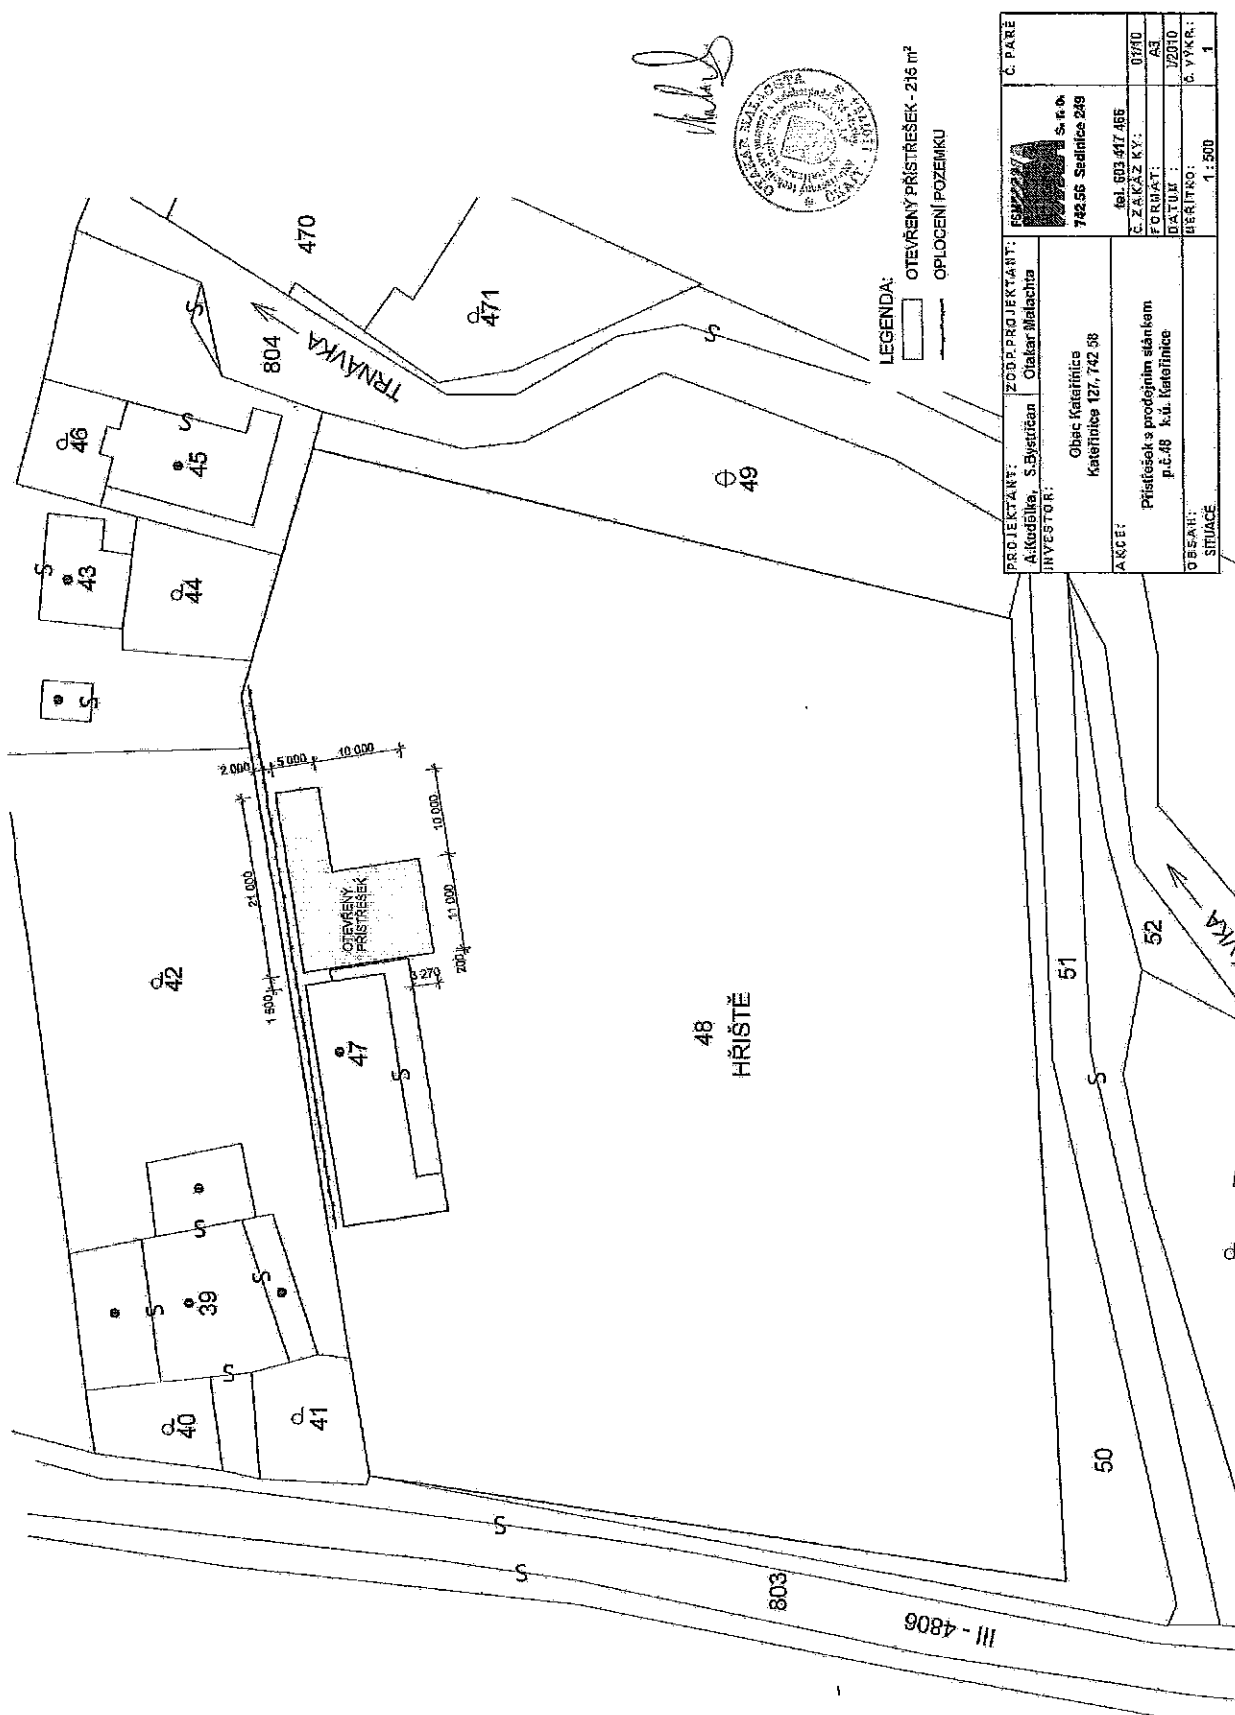 470
804
TRNÁVKA
471
46
45
43
44
49
42
2 000
5 000
10 000
21 000
10 000
11 000
200
3 270
1 500
OTEVŘENÝ
PŘÍSTŘEŠEK
47
48
HŘIŠTĚ
39
40
41
51
52
50
803
III - 4806
LEGENDA:
OTEVŘENÝ PŘÍSTŘEŠEK - 216 m²
OPLOCENÍ POZEMKU
OTAKAR MALACHTA
PROJEKTANT:
A.Kudělka, S.Bystřičan
ZODP.PROJEKTANT:
Otakar Malachta
s. r. o.
742 56 Sedlnice 249
tel. 603 417 466
Č. PARÉ
INVESTOR:
Obec Kateřinice
Kateřinice 127, 742 58
Č. ZAKÁZKY:
01/10
FORMÁT:
A3
DATUM :
1/2010
AKCE:
Přístřešek s prodejním stánkem
p.č.48 k.ú. Kateřinice
MĚŘÍTKO:
1 : 500
Č. VÝKR.:
1
OBSAH:
SITUACE